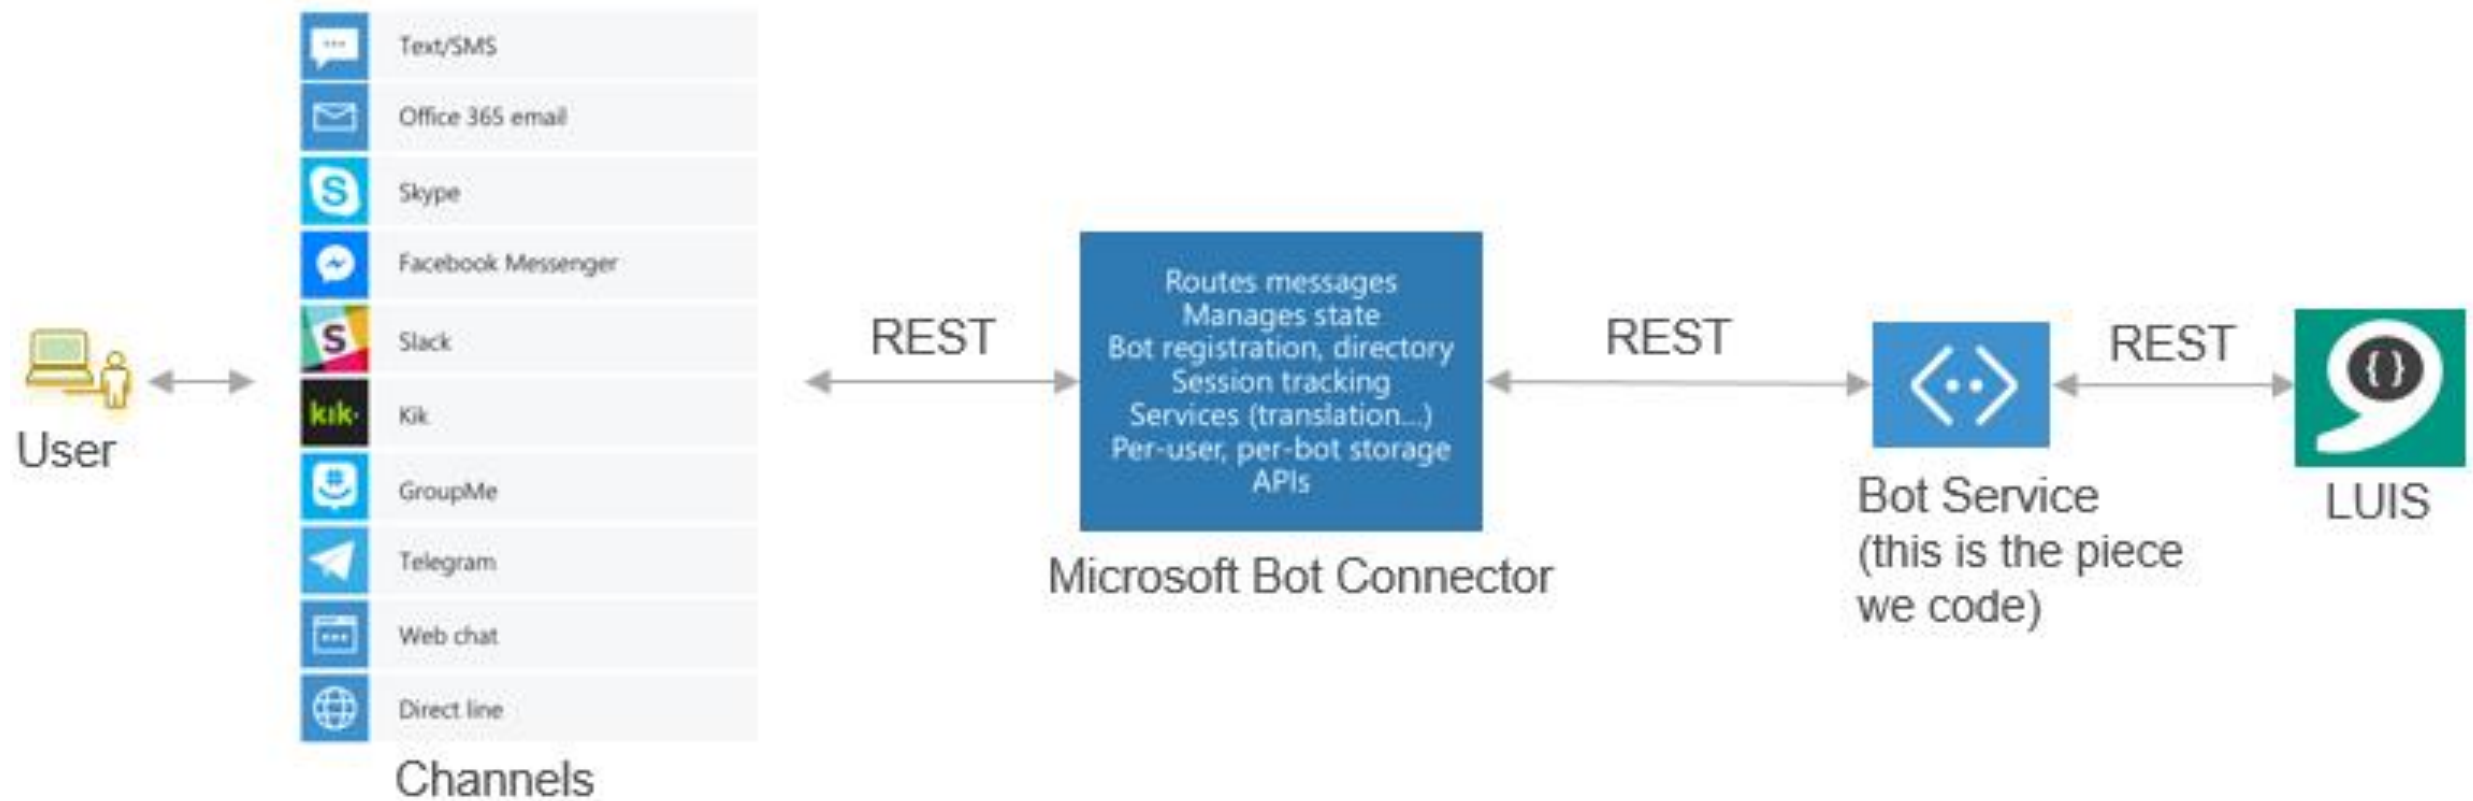 Text/SMS
Office 365 email
Skype
Facebook Messenger
Slack
kik·
Kik
GroupMe
Telegram
Web chat
Direct line
Channels
User
REST
Routes messages
Manages state
Bot registration, directory
Session tracking
Services (translation...)
Per-user, per-bot storage
APIs
Microsoft Bot Connector
REST
Bot Service
(this is the piece
we code)
REST
LUIS